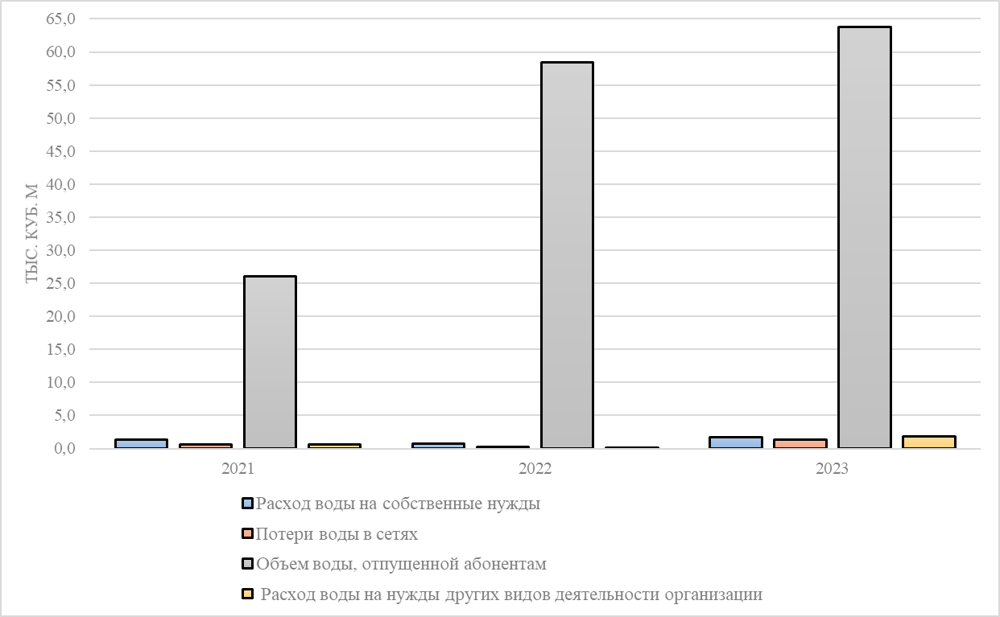 65,0
60,0
55,0
50,0
45,0
40,0
35,0
30,0
25,0
20,0
15,0
10,0
5,0
0,0
ТЫС. КУБ. М
2021 2022 2023
Расход воды на собственные нужды
Потери воды в сетях
Объем воды, отпущенной абонентам
Расход воды на нужды других видов деятельности организации